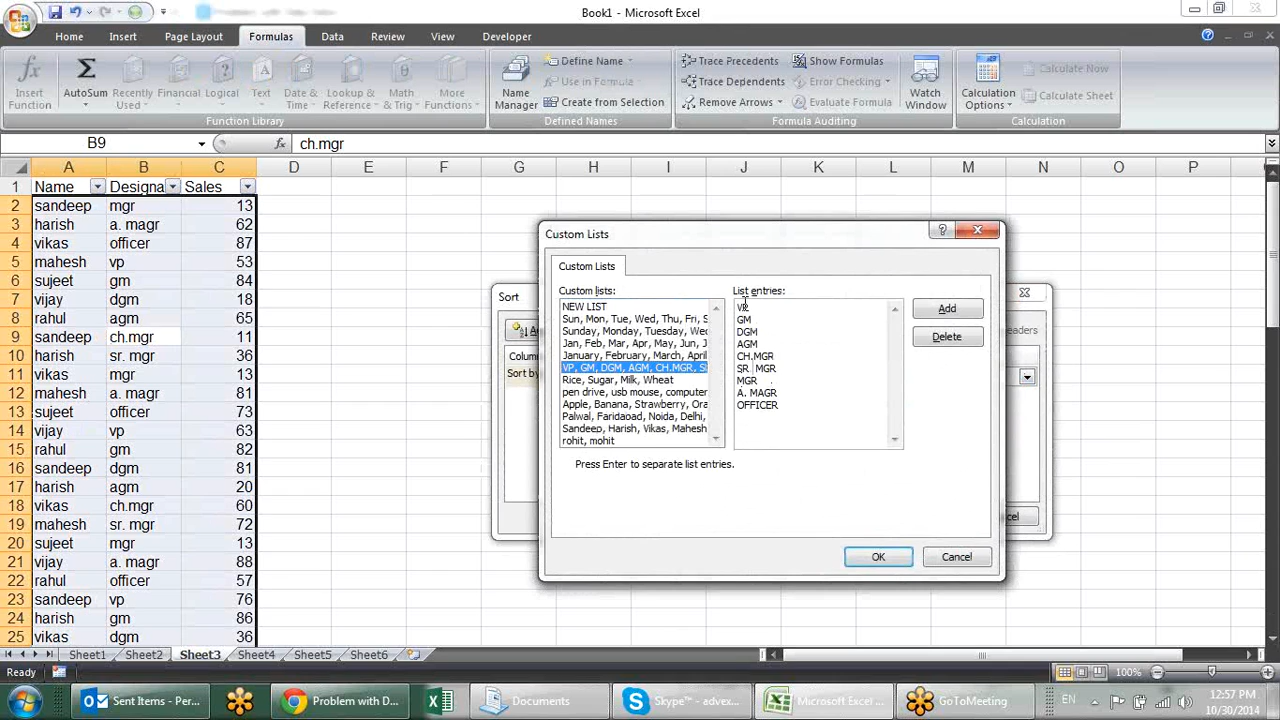 Book1 - Microsoft Excel
Home Insert Page Layout Formulas Data Review View Developer
Insert Function
AutoSum
Recently Used
Financial
Logical
Text
Date & Time
Lookup & Reference
Math & Trig
More Functions
Function Library
Name Manager
Define Name
Use in Formula
Create from Selection
Defined Names
Trace Precedents
Trace Dependents
Remove Arrows
Show Formulas
Error Checking
Evaluate Formula
Formula Auditing
Watch Window
Calculation Options
Calculate Now
Calculate Sheet
Calculation
B9 fx ch.mgr
A B C D E F G H I J K L M N O P
1 Name Designa Sales
2 sandeep mgr 13
3 harish a. magr 62
4 vikas officer 87
5 mahesh vp 53
6 sujeet gm 84
7 vijay dgm 18
8 rahul agm 65
9 sandeep ch.mgr 11
10 harish sr. mgr 36
11 vikas mgr 13
12 mahesh a. magr 81
13 sujeet officer 73
14 vijay vp 63
15 rahul gm 82
16 sandeep dgm 81
17 harish agm 20
18 vikas ch.mgr 60
19 mahesh sr. mgr 72
20 sujeet mgr 13
21 vijay a. magr 88
22 rahul officer 57
23 sandeep vp 76
24 harish gm 86
25 vikas dgm 36
Sort
Sort by
Custom Lists
Custom Lists
Custom lists:
NEW LIST
Sun, Mon, Tue, Wed, Thu, Fri, S
Sunday, Monday, Tuesday, Wed
Jan, Feb, Mar, Apr, May, Jun, J
January, February, March, April
VP, GM, DGM, AGM, CH.MGR, S
Rice, Sugar, Milk, Wheat
pen drive, usb mouse, computer
Apple, Banana, Strawberry, Ora
Palwal, Faridaoad, Noida, Delhi,
Sandeep, Harish, Vikas, Mahesh
rohit, mohit
List entries:
VP
GM
DGM
AGM
CH.MGR
SR MGR
MGR
A. MAGR
OFFICER
Add
Delete
Press Enter to separate list entries.
OK Cancel
Sheet1 Sheet2 Sheet3 Sheet4 Sheet5 Sheet6
Ready 100%
Sent Items - Per... Problem with D... Documents Skype™ - advex... Microsoft Exce... GoToMeeting EN
12:57 PM
10/30/2014